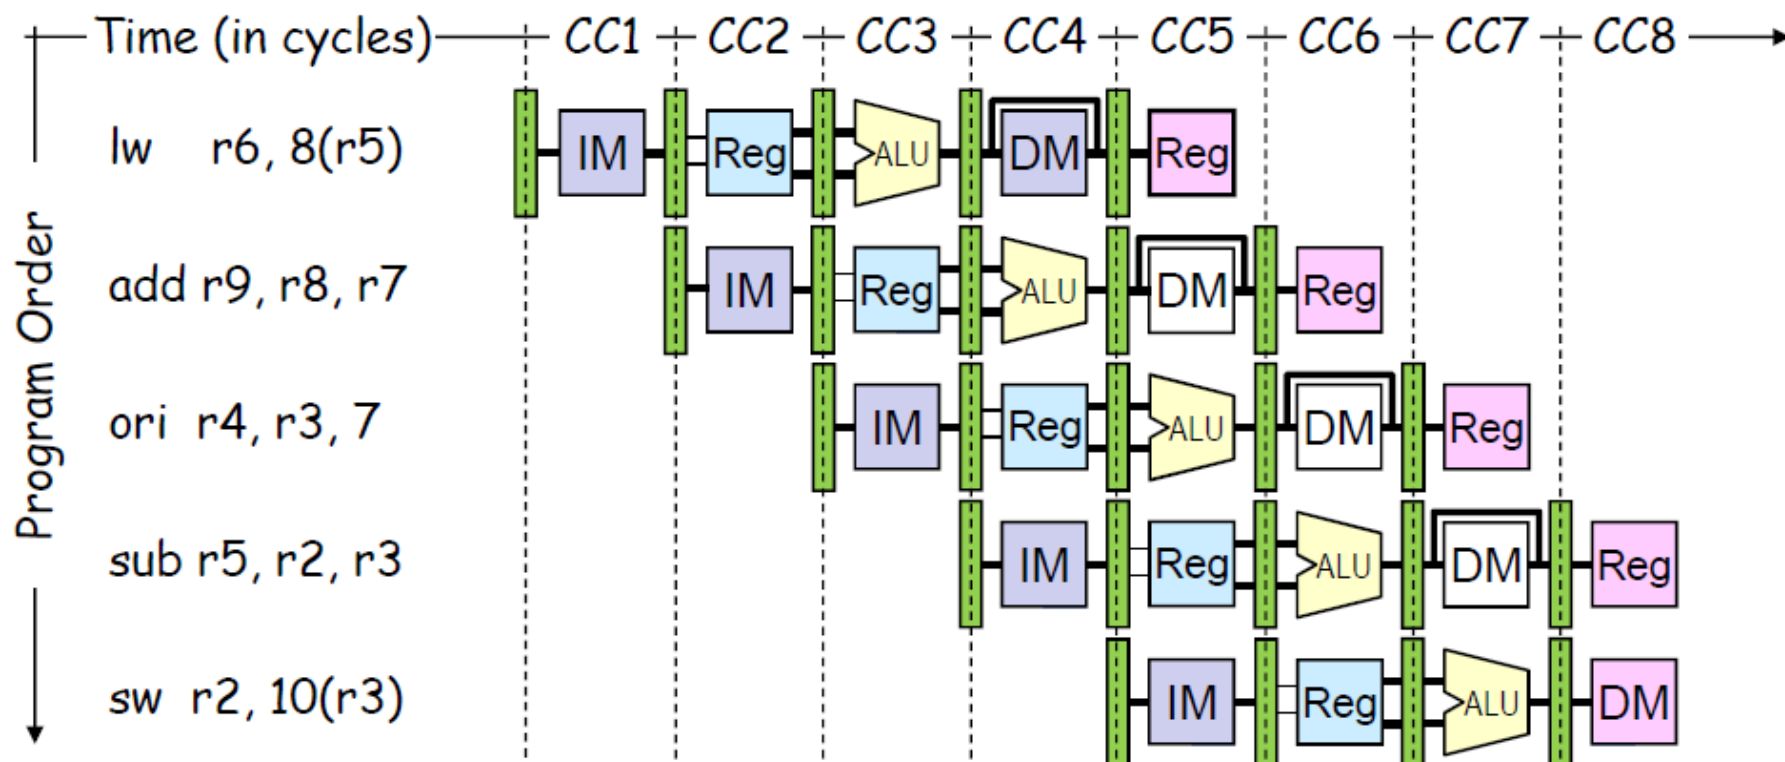 Time (in cycles) CC1 CC2 CC3 CC4 CC5 CC6 CC7 CC8
Program Order
lw r6, 8(r5) IM Reg ALU DM Reg
add r9, r8, r7 IM Reg ALU DM Reg
ori r4, r3, 7 IM Reg ALU DM Reg
sub r5, r2, r3 IM Reg ALU DM Reg
sw r2, 10(r3) IM Reg ALU DM